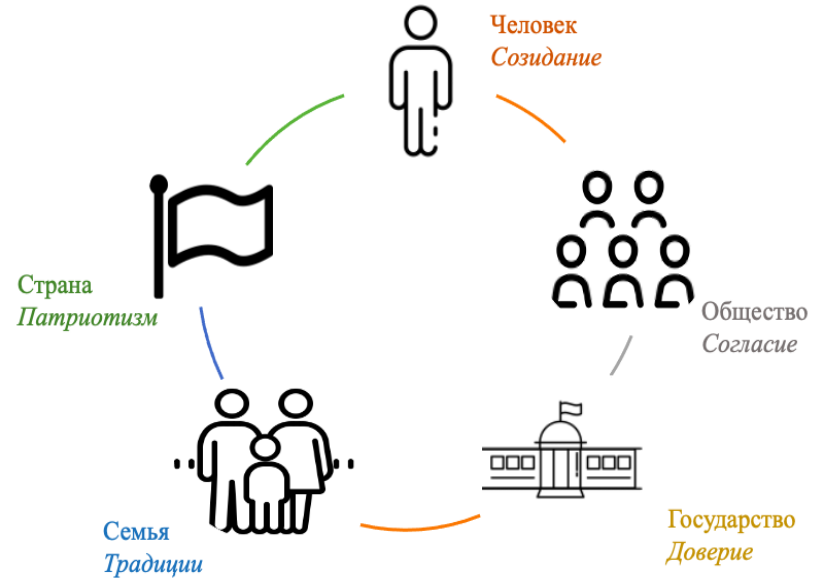 Человек
Созидание
Страна
Патриотизм
Общество
Согласие
Семья
Традиции
Государство
Доверие